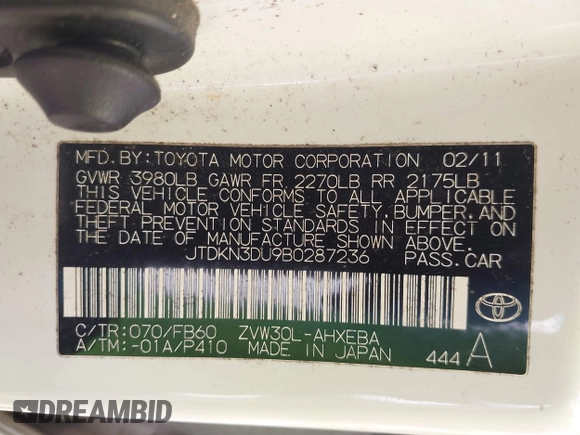 MFD. BY: TOYOTA MOTOR CORPORATION 02/11
GVWR 3980LB GAWR FR 2270LB RR 2175LB
THIS VEHICLE CONFORMS TO ALL APPLICABLE
FEDERAL MOTOR VEHICLE SAFETY, BUMPER, AND
THEFT PREVENTION STANDARDS IN EFFECT ON
THE DATE OF MANUFACTURE SHOWN ABOVE.
JTDKN3DU9B0287236 PASS. CAR
C/TR: 070/FB60 ZVW30L-AHXEBA
A/TM: -01A/P410 MADE IN JAPAN 444 A
DREAMBID